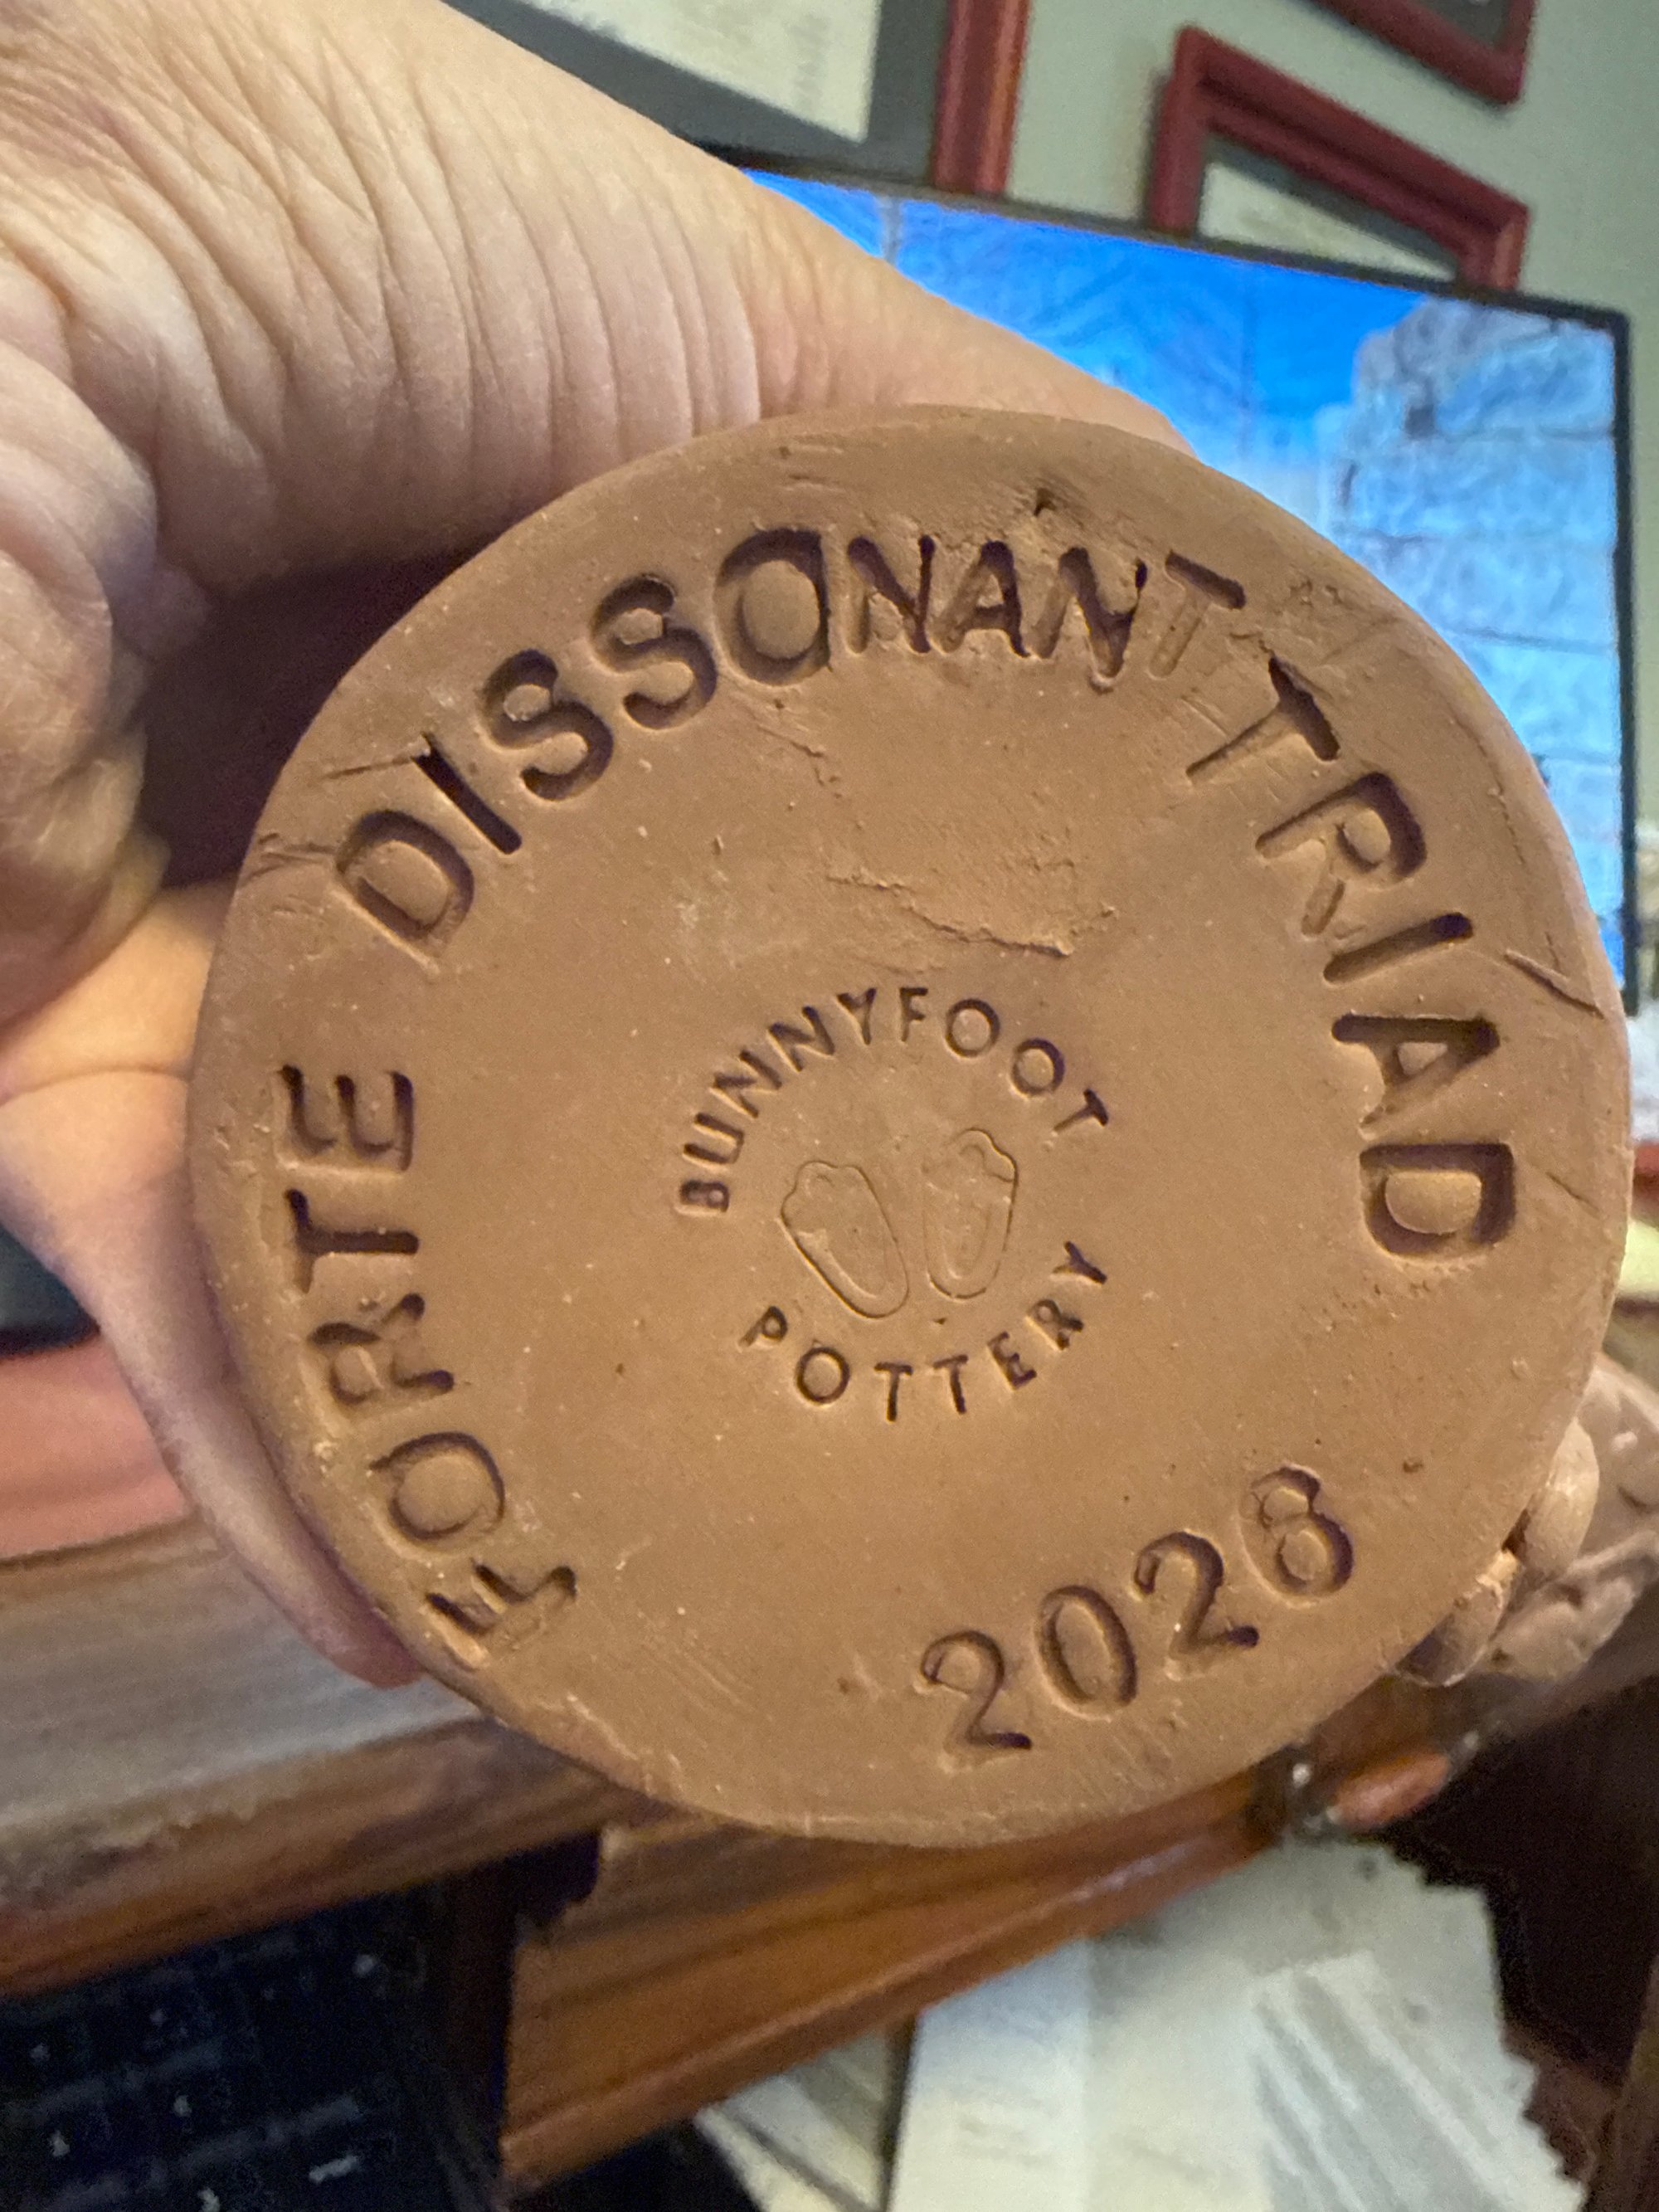 FORTE DISSONANT TRIAD
2028
BUNNYFOOT
POTTERY